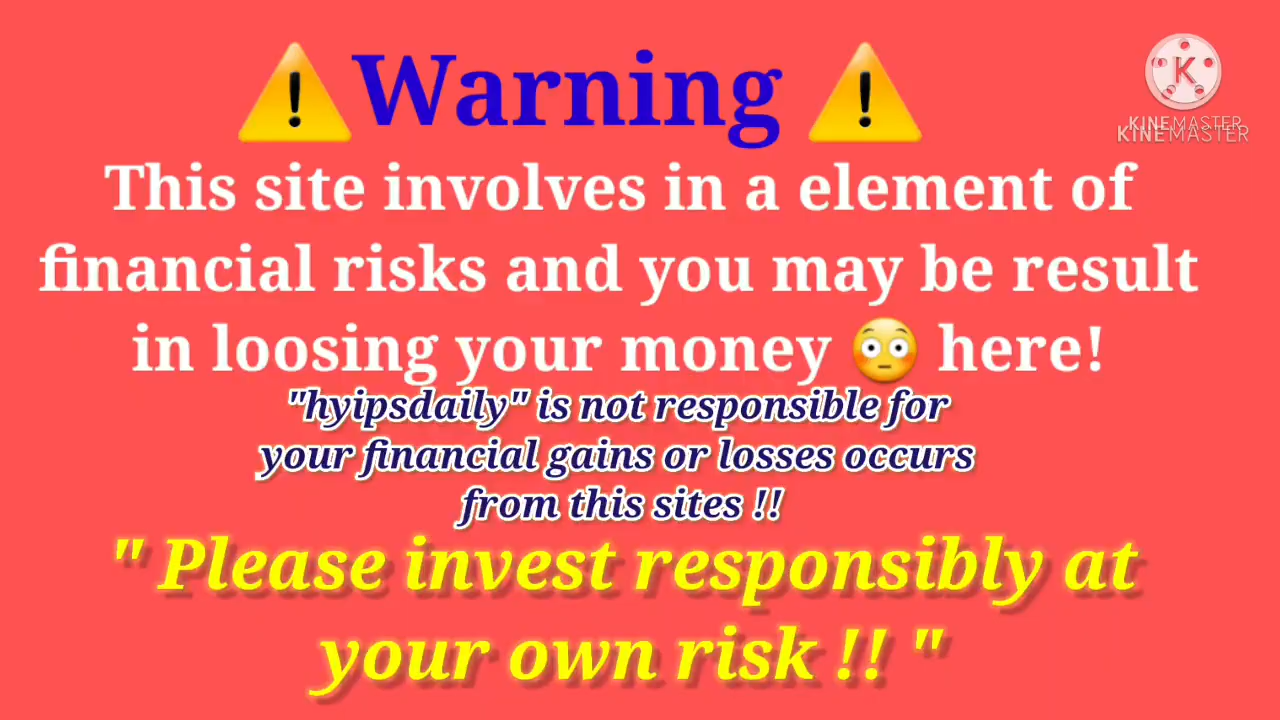 ⚠️Warning ⚠️
KINEMASTER
KINEMASTER
This site involves in a element of
financial risks and you may be result
in loosing your money 😳 here!
"hyipsdaily" is not responsible for
your financial gains or losses occurs
from this sites !!
" Please invest responsibly at
your own risk !! "